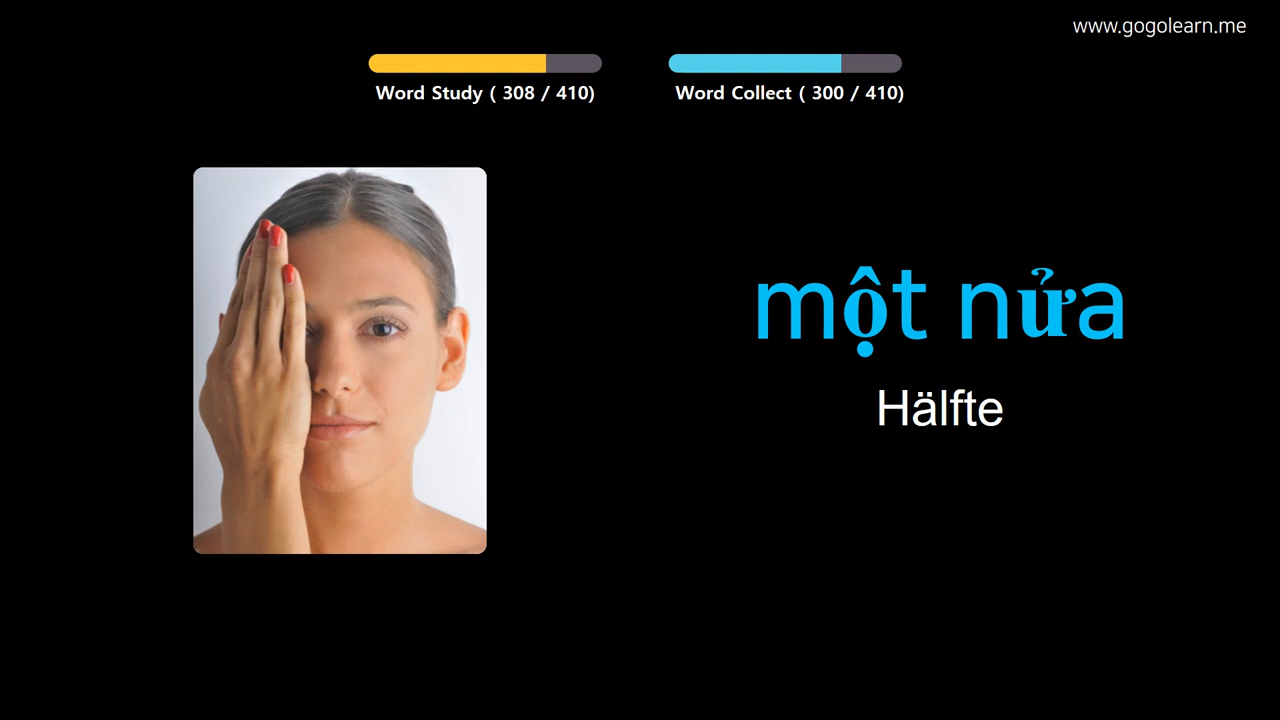 www.gogolearn.me
Word Study ( 308 / 410)
Word Collect ( 300 / 410)
một nửa
Hälfte